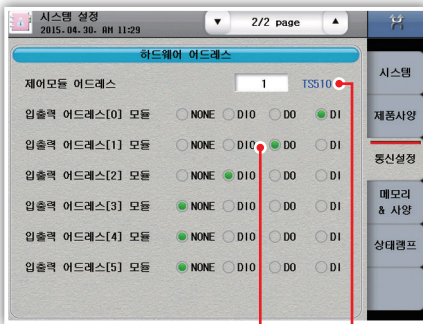 시스템 설정
2015.04.30. AM 11:29
▼ 2/2 page ▲
하드웨어 어드레스
제어모듈 어드레스 1 TS510
입출력 어드레스[0] 모듈 NONE DIO DO DI
입출력 어드레스[1] 모듈 NONE DIO DO DI
입출력 어드레스[2] 모듈 NONE DIO DO DI
입출력 어드레스[3] 모듈 NONE DIO DO DI
입출력 어드레스[4] 모듈 NONE DIO DO DI
입출력 어드레스[5] 모듈 NONE DIO DO DI
시스템
제품사양
통신설정
메모리
& 사양
상태램프